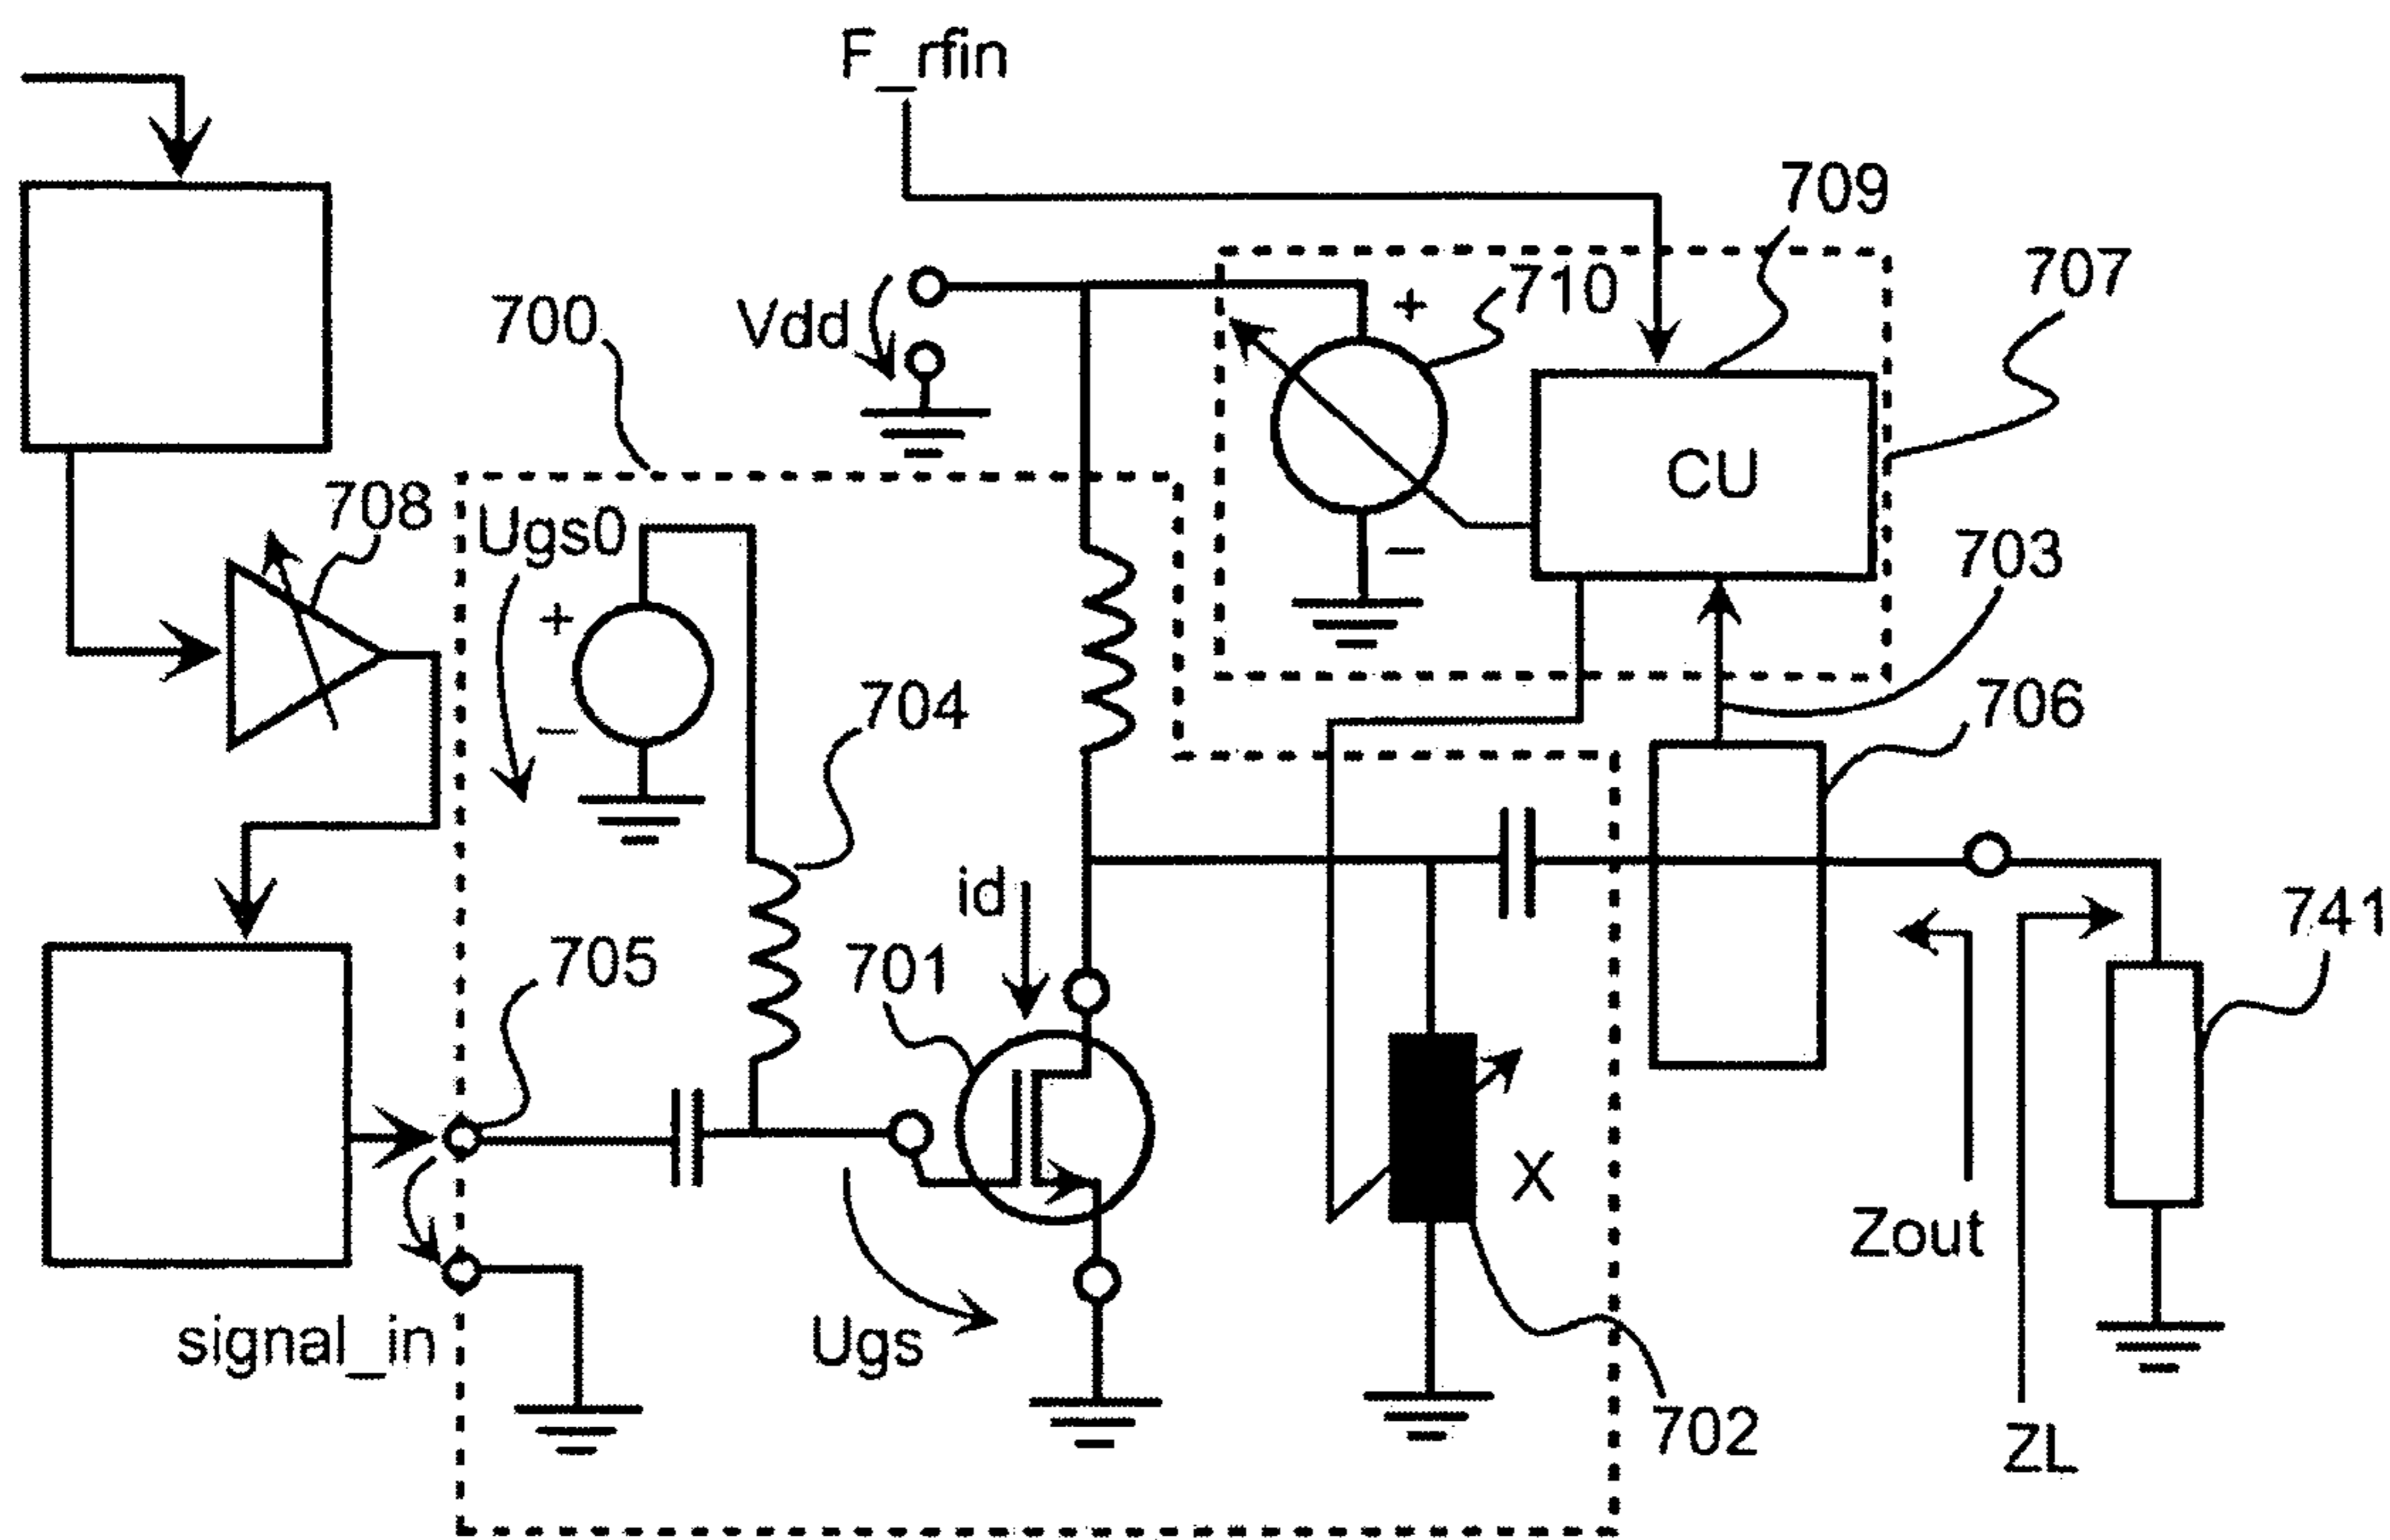 F_rfin
709
707
710
+
700
Vdd
CU
708
Ugs0
703
–
+
704
706
–
id
741
705
701
X
Zout
signal_in
Ugs
702
ZL